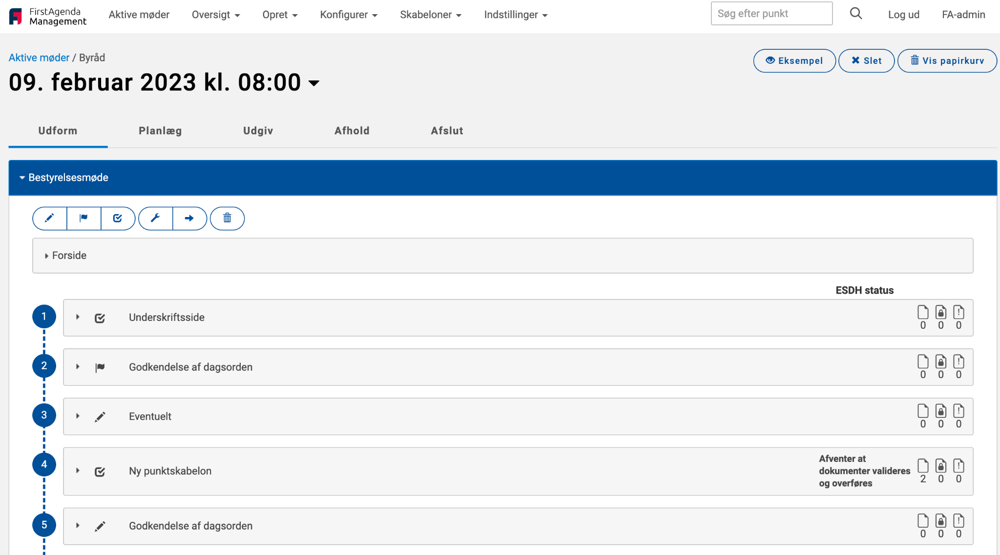 FirstAgenda
Management
Aktive møder
Oversigt
Opret
Konfigurer
Skabeloner
Indstillinger
Søg efter punkt
Log ud
FA-admin
Aktive møder / Byråd
Eksempel
Slet
Vis papirkurv
09. februar 2023 kl. 08:00
Udform
Planlæg
Udgiv
Afhold
Afslut
Bestyrelsesmøde
Forside
ESDH status
1
Underskriftsside
0 0 0
2
Godkendelse af dagsorden
0 0 0
3
Eventuelt
0 0 0
4
Ny punktskabelon
Afventer at
dokumenter valideres
og overføres
2 0 0
5
Godkendelse af dagsorden
0 0 0